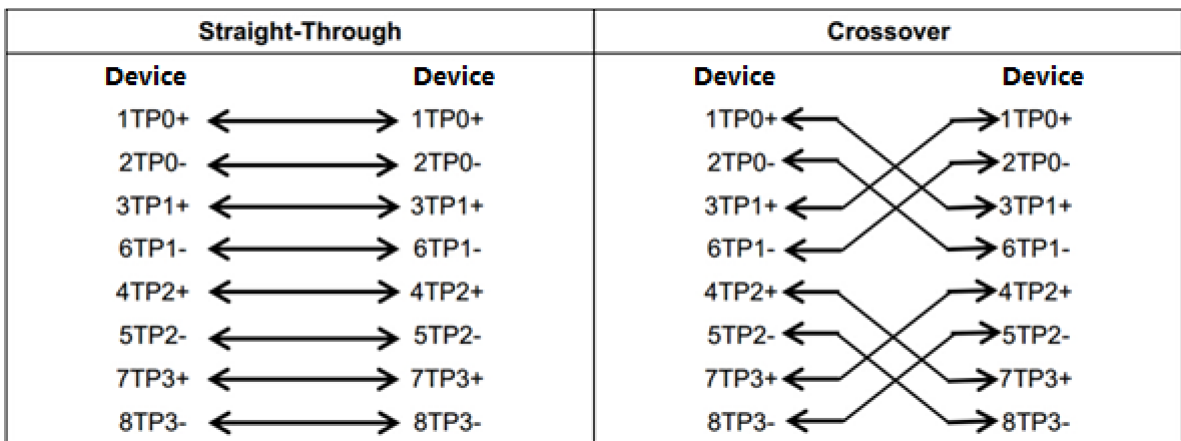 Straight-Through Crossover
Device Device Device Device
1TP0+ 1TP0+ 1TP0+ 1TP0+
2TP0- 2TP0- 2TP0- 2TP0-
3TP1+ 3TP1+ 3TP1+ 3TP1+
6TP1- 6TP1- 6TP1- 6TP1-
4TP2+ 4TP2+ 4TP2+ 4TP2+
5TP2- 5TP2- 5TP2- 5TP2-
7TP3+ 7TP3+ 7TP3+ 7TP3+
8TP3- 8TP3- 8TP3- 8TP3-